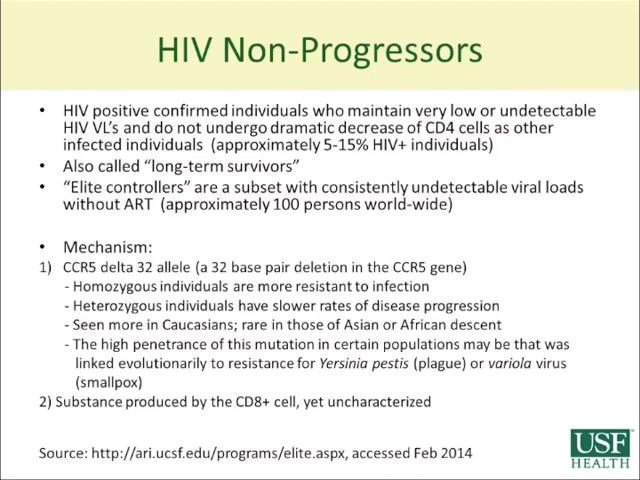 HIV Non-Progressors
• HIV positive confirmed individuals who maintain very low or undetectable
HIV VL's and do not undergo dramatic decrease of CD4 cells as other
infected individuals (approximately 5-15% HIV+ individuals)
• Also called “long-term survivors”
• “Elite controllers” are a subset with consistently undetectable viral loads
without ART (approximately 100 persons world-wide)
• Mechanism:
1) CCR5 delta 32 allele (a 32 base pair deletion in the CCR5 gene)
- Homozygous individuals are more resistant to infection
- Heterozygous individuals have slower rates of disease progression
- Seen more in Caucasians; rare in those of Asian or African descent
- The high penetrance of this mutation in certain populations may be that was
linked evolutionarily to resistance for Yersinia pestis (plague) or variola virus
(smallpox)
2) Substance produced by the CD8+ cell, yet uncharacterized
Source: http://ari.ucsf.edu/programs/elite.aspx, accessed Feb 2014
USF
HEALTH